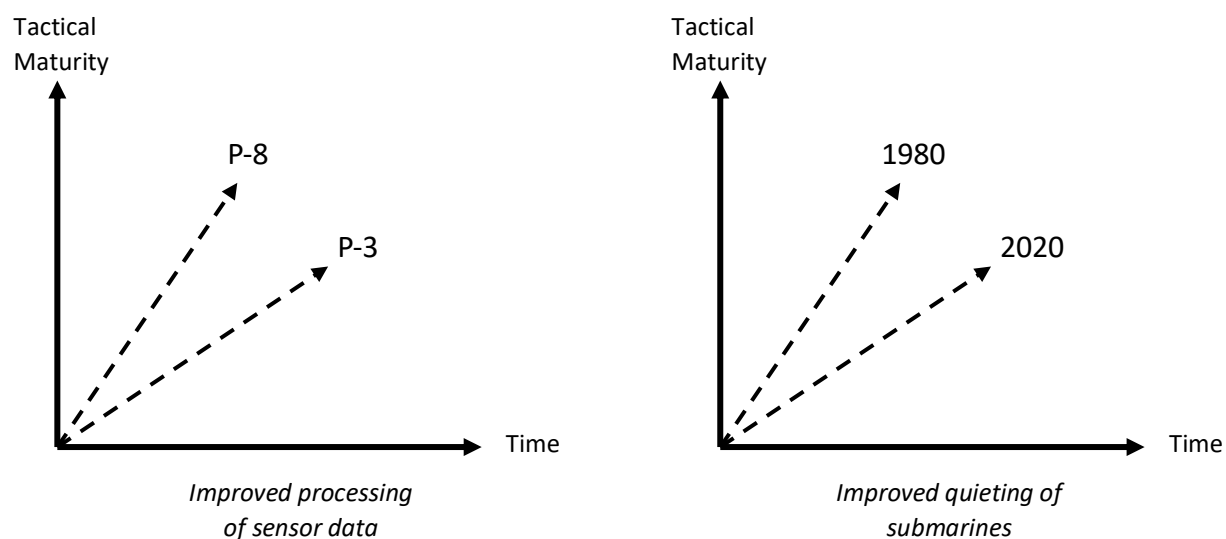 Tactical
Maturity
P-8
P-3
Time
Improved processing
of sensor data
Tactical
Maturity
1980
2020
Time
Improved quieting of
submarines